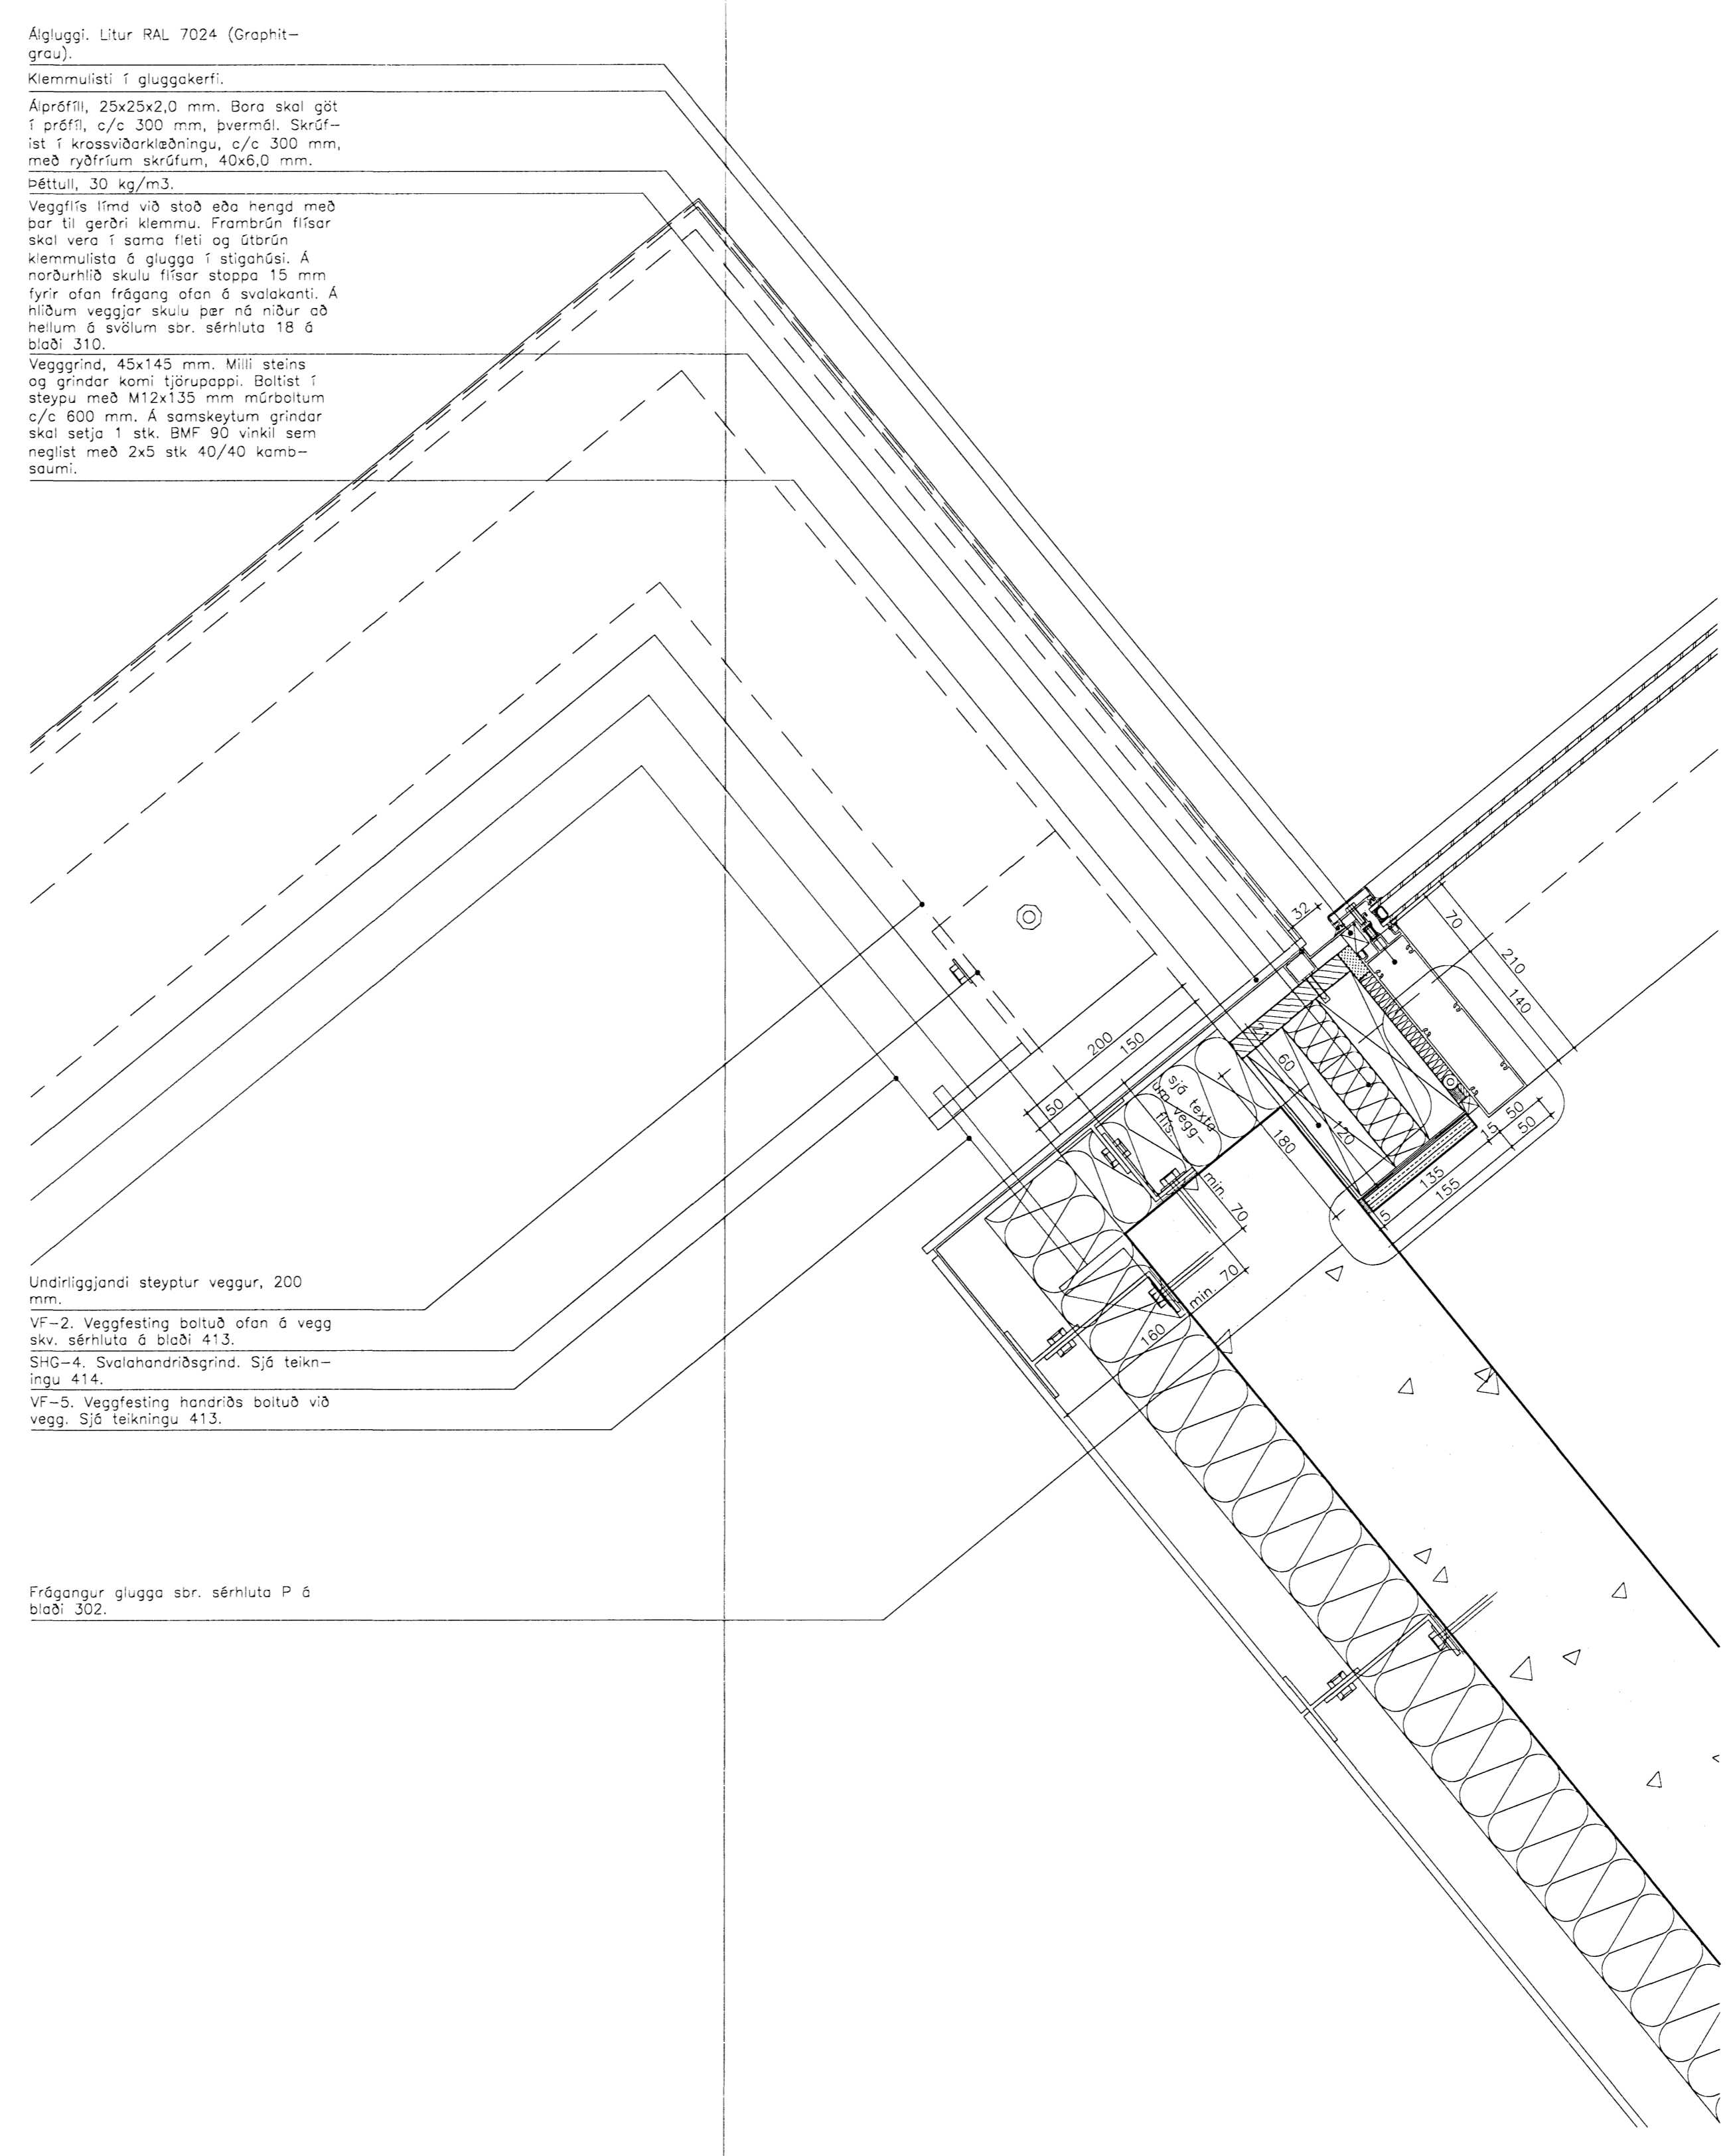 Álgluggi. Litur RAL 7024 (Graphit-
grau).
Klemmulisti í gluggakerfi.
Álprófíll, 25x25x2,0 mm. Bora skal göt
í prófíl, c/c 300 mm, þvermál. Skrúf-
ist í krossviðarklæðningu, c/c 300 mm,
með ryðfríum skrúfum, 40x6,0 mm.
Þéttull, 30 kg/m3.
Veggflís límd við stoð eða hengd með
þar til gerðri klemmu. Frambrún flísar
skal vera í sama fleti og útbrún
klemmulista á glugga í stigahúsi. Á
norðurhlið skulu flísar stoppa 15 mm
fyrir ofan frágang ofan á svalakanti. Á
hliðum veggjar skulu þær ná niður að
hellum á svölum sbr. sérhluta 18 á
blaði 310.
Vegggrind, 45x145 mm. Milli steins
og grindar komi tjörupappi. Boltist í
steypu með M12x135 mm múrboltum
c/c 600 mm. Á samskeytum grindar
skal setja 1 stk. BMF 90 vinkil sem
neglist með 2x5 stk 40/40 kamb-
saumi.
32
70
210
140
200
150
50
21
60
120
180
sjá texta
um vegg-
flís.
50
15
50
135
155
5
min. 70
min. 70
160
Undirliggjandi steyptur veggur, 200
mm.
VF-2. Veggfesting boltuð ofan á vegg
skv. sérhluta á blaði 413.
SHG-4. Svalahandriðsgrind. Sjá teikn-
ingu 414.
VF-5. Veggfesting handriðs boltuð við
vegg. Sjá teikningu 413.
Frágangur glugga sbr. sérhluta P á
blaði 302.